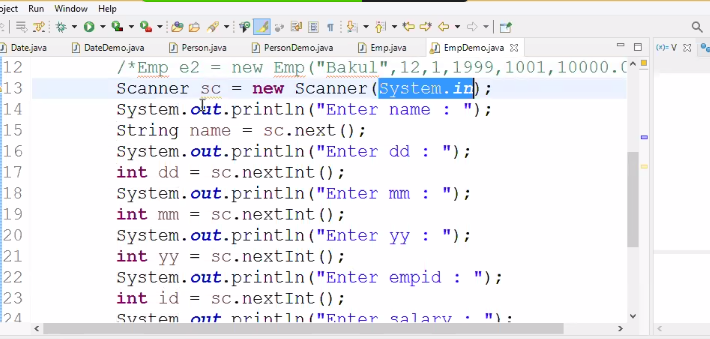 oject Run Window Help
Date.java DateDemo.java Person.java PersonDemo.java Emp.java EmpDemo.java (x)= V
12 /*Emp e2 = new Emp("Bakul",12,1,1999,1001,10000.0
13 Scanner sc = new Scanner(System.in);
14 System.out.println("Enter name : ");
15 String name = sc.next();
16 System.out.println("Enter dd : ");
17 int dd = sc.nextInt();
18 System.out.println("Enter mm : ");
19 int mm = sc.nextInt();
20 System.out.println("Enter yy : ");
21 int yy = sc.nextInt();
22 System.out.println("Enter empid : ");
23 int id = sc.nextInt();
24 System.out.println("Enter salary : ");